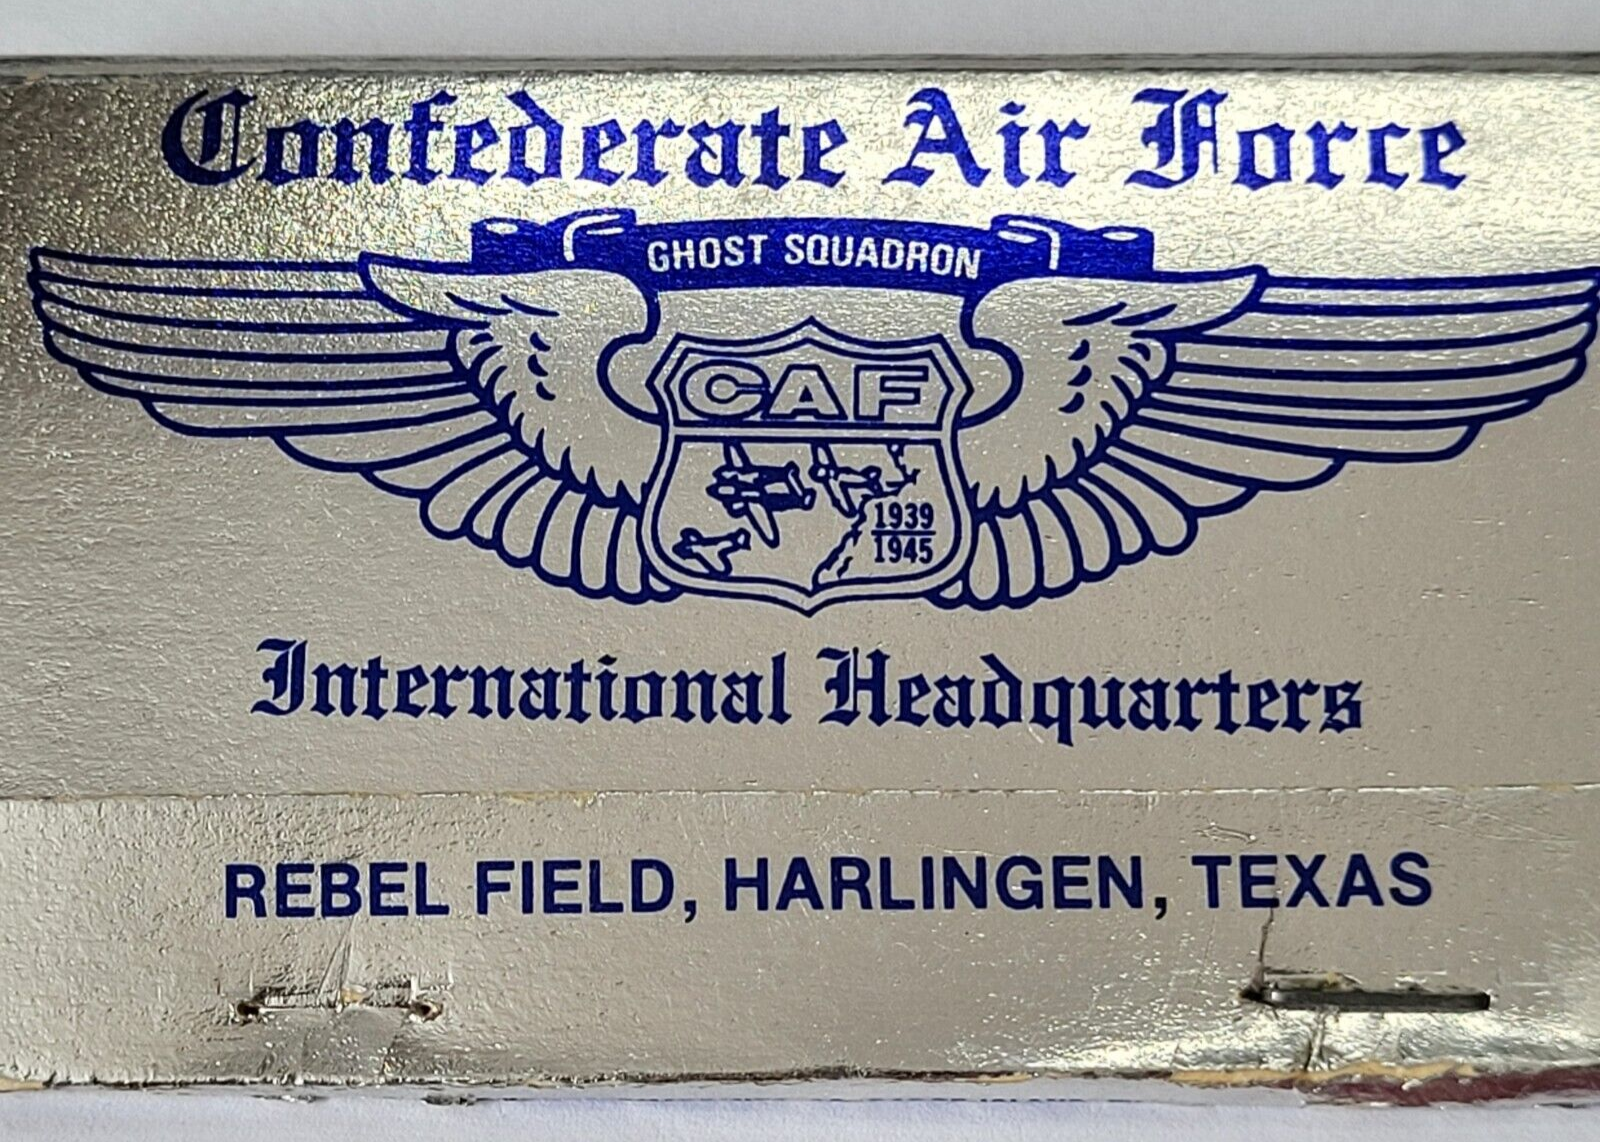 Confederate Air Force
GHOST SQUADRON
CAF
1939
1945
International Headquarters
REBEL FIELD, HARLINGEN, TEXAS